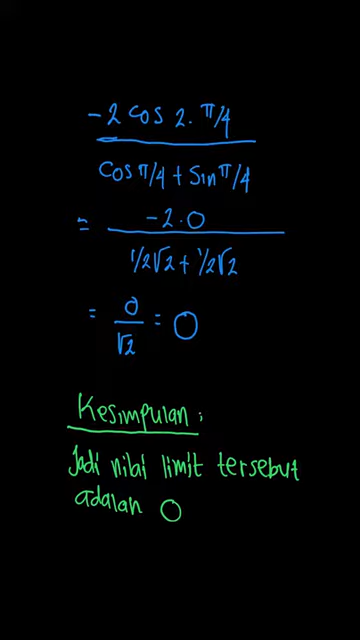 -2 cos 2. π/4
cos π/4 + sin π/4
= -2.0
1/2√2 + 1/2√2
= 0/√2 = 0
Kesimpulan :
Jadi nilai limit tersebut
adalah 0